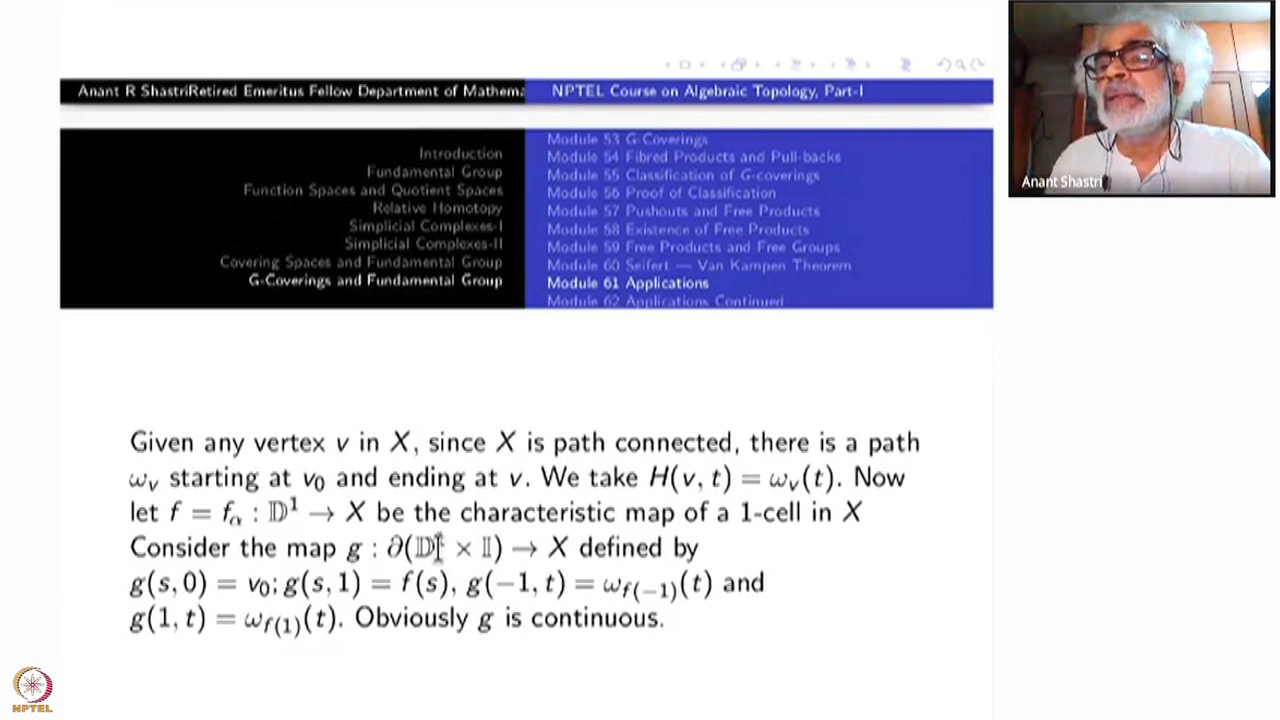 Anant R ShastriRetired Emeritus Fellow Department of Mathema
NPTEL Course on Algebraic Topology, Part-I
Introduction
Fundamental Group
Function Spaces and Quotient Spaces
Relative Homotopy
Simplicial Complexes-I
Simplicial Complexes-II
Covering Spaces and Fundamental Group
G-Coverings and Fundamental Group
Module 53 G-Coverings
Module 54 Fibred Products and Pull-backs
Module 55 Classification of G-coverings
Module 56 Proof of Classification
Module 57 Pushouts and Free Products
Module 58 Existence of Free Products
Module 59 Free Products and Free Groups
Module 60 Seifert — Van Kampen Theorem
Module 61 Applications
Module 62 Applications Continued
Anant Shastri
Given any vertex v in X, since X is path connected, there is a path
ω_v starting at v₀ and ending at v. We take H(v, t) = ω_v(t). Now
let f = f_α : 𝔻¹ → X be the characteristic map of a 1-cell in X
Consider the map g : ∂(𝔻¹ × 𝕀) → X defined by
g(s, 0) = v₀; g(s, 1) = f(s), g(−1, t) = ω_{f(−1)}(t) and
g(1, t) = ω_{f(1)}(t). Obviously g is continuous.
NPTEL